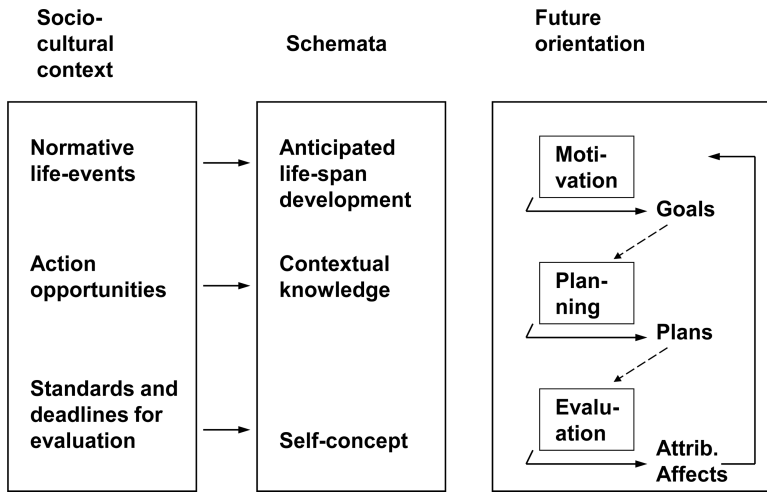 Socio-
cultural
context
Schemata
Future
orientation
Normative
life-events
Action
opportunities
Standards and
deadlines for
evaluation
Anticipated
life-span
development
Contextual
knowledge
Self-concept
Moti-
vation
Goals
Plan-
ning
Plans
Evalu-
ation
Attrib.
Affects